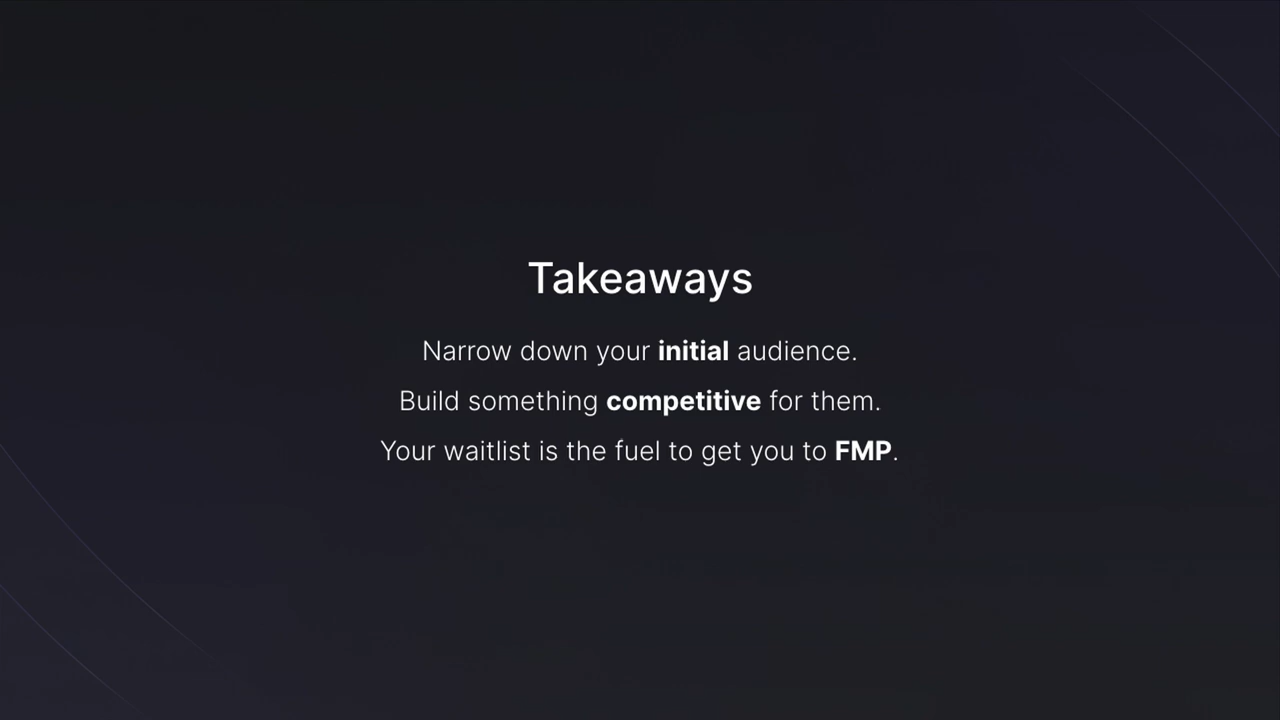 Takeaways
Narrow down your initial audience.
Build something competitive for them.
Your waitlist is the fuel to get you to FMP.